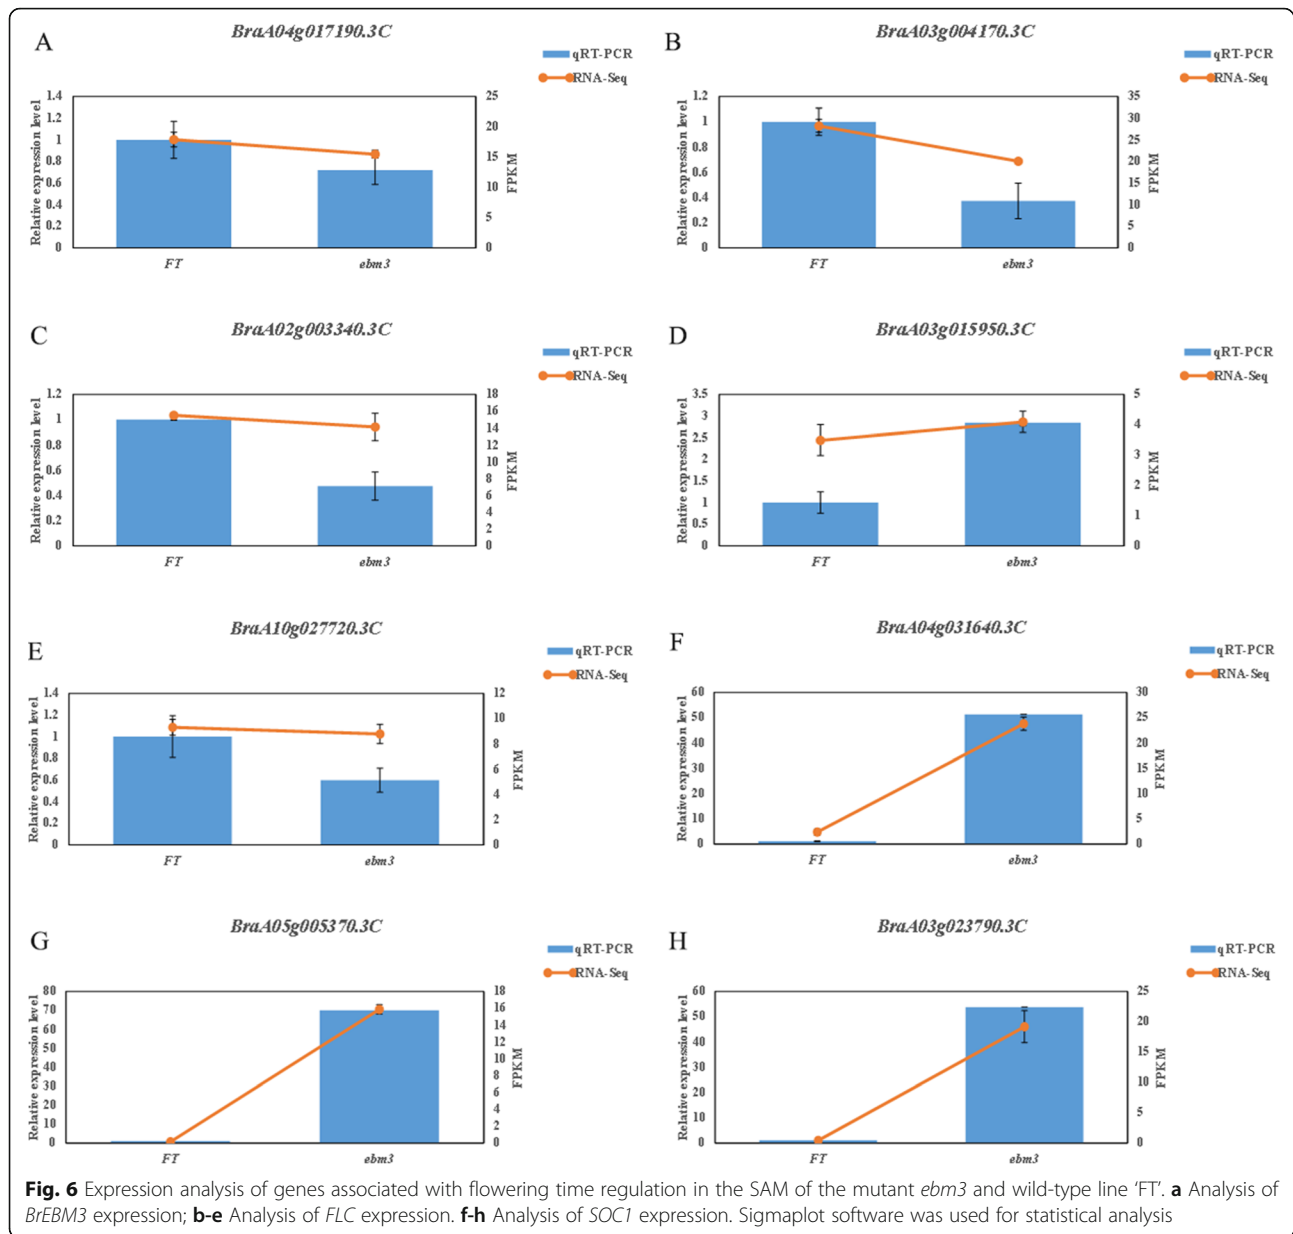 A
BraA04g017190.3C
qRT-PCR
RNA-Seq
Relative expression level
1.4
1.2
1
0.8
0.6
0.4
0.2
0
25
20
15
10
5
0
FPKM
FT
ebm3
B
BraA03g004170.3C
qRT-PCR
RNA-Seq
Relative expression level
1.2
1
0.8
0.6
0.4
0.2
0
35
30
25
20
15
10
5
0
FPKM
FT
ebm3
C
BraA02g003340.3C
qRT-PCR
RNA-Seq
Relative expression level
1.2
1
0.8
0.6
0.4
0.2
0
18
16
14
12
10
8
6
4
2
0
FPKM
FT
ebm3
D
BraA03g015950.3C
qRT-PCR
RNA-Seq
Relative expression level
3.5
3
2.5
2
1.5
1
0.5
0
5
4
3
2
1
0
FPKM
FT
ebm3
E
BraA10g027720.3C
qRT-PCR
RNA-Seq
Relative expression level
1.4
1.2
1
0.8
0.6
0.4
0.2
0
12
10
8
6
4
2
0
FPKM
FT
ebm3
F
BraA04g031640.3C
qRT-PCR
RNA-Seq
Relative expression level
60
50
40
30
20
10
0
30
25
20
15
10
5
0
FPKM
FT
ebm3
G
BraA05g005370.3C
qRT-PCR
RNA-Seq
Relative expression level
80
70
60
50
40
30
20
10
0
18
16
14
12
10
8
6
4
2
0
FPKM
FT
ebm3
H
BraA03g023790.3C
qRT-PCR
RNA-Seq
Relative expression level
60
50
40
30
20
10
0
25
20
15
10
5
0
FPKM
FT
ebm3
Fig. 6 Expression analysis of genes associated with flowering time regulation in the SAM of the mutant ebm3 and wild-type line ‘FT’. a Analysis of
BrEBM3 expression; b-e Analysis of FLC expression. f-h Analysis of SOC1 expression. Sigmaplot software was used for statistical analysis